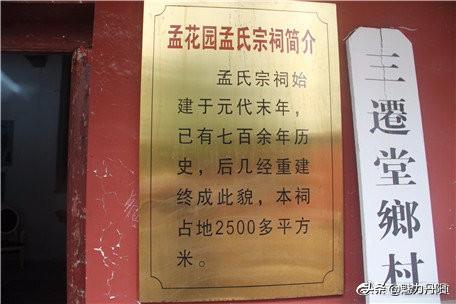 孟花园孟氏宗祠简介
孟氏宗祠始
建于元代末年，
已有七百余年历
史，后几经重建
终成此貌，本祠
占地2500多平方
米。
三遷堂鄉村
头条 @魅力丹阳